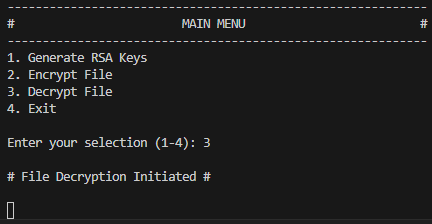 ------------------------------------------------------------
# MAIN MENU #
------------------------------------------------------------
1. Generate RSA Keys
2. Encrypt File
3. Decrypt File
4. Exit
Enter your selection (1-4): 3
# File Decryption Initiated #